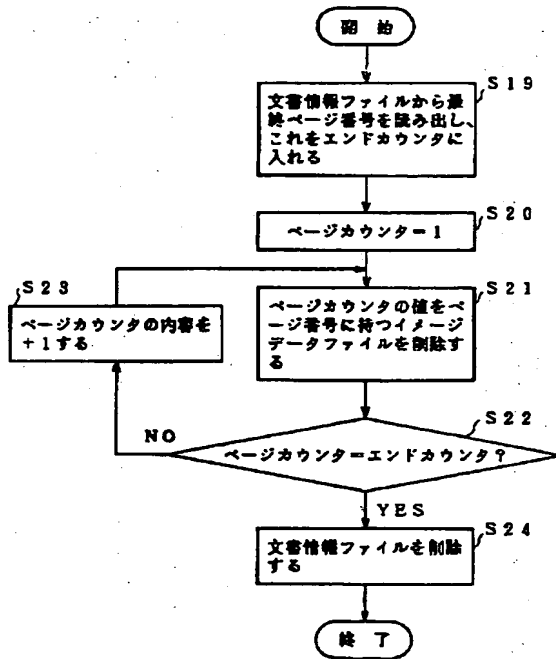 開 始
S19
文書情報ファイルから最
終ページ番号を読み出し、
これをエンドカウンタに
入れる
S20
ページカウンター1
S23
ページカウンタの内容を
+1する
S21
ページカウンタの値をペ
ージ番号に持つイメージ
データファイルを削除す
る
S22
ページカウンタ=エンドカウンタ?
NO
YES
S24
文書情報ファイルを削除
する
終 了